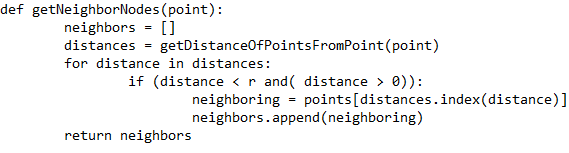 def getNeighborNodes(point):
        neighbors = []
        distances = getDistanceOfPointsFromPoint(point)
        for distance in distances:
                if (distance < r and( distance > 0)):
                        neighboring = points[distances.index(distance)]
                        neighbors.append(neighboring)
        return neighbors